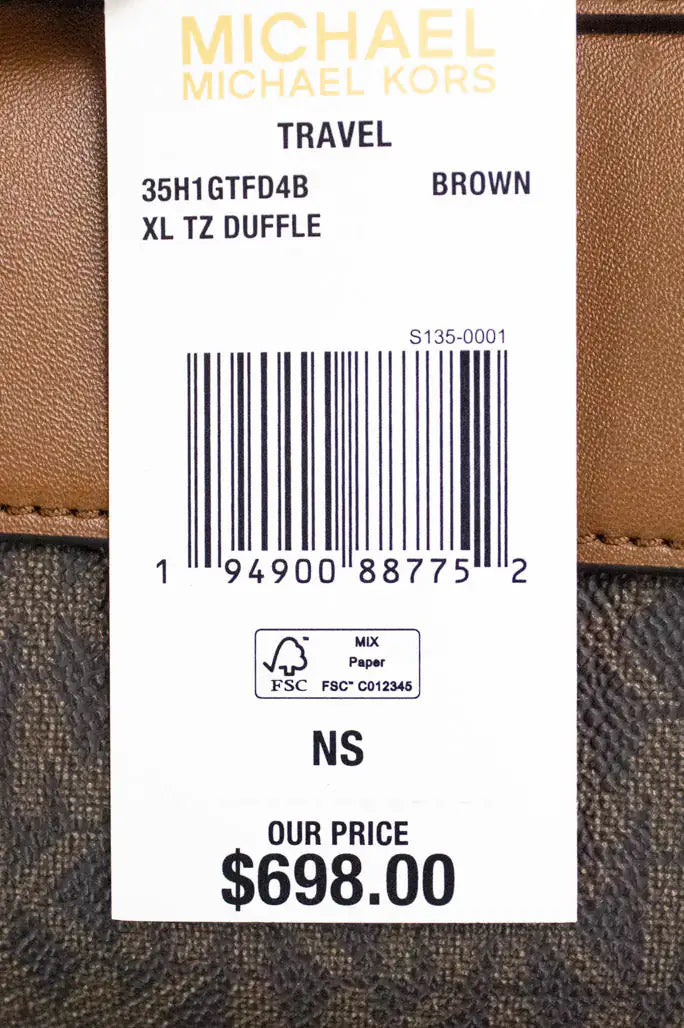 MICHAEL
MICHAEL KORS
TRAVEL
35H1GTFD4B BROWN
XL TZ DUFFLE
S135-0001
1 94900 88775 2
MIX
Paper
FSC™ C012345
FSC
NS
OUR PRICE
$698.00